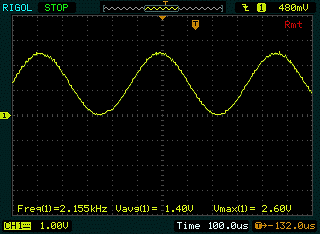 RIGOL STOP T 1 480mV
T
Rmt
1
Freq(1)=2.155kHz Vavg(1)= 1.40V Vmax(1)= 2.60V
CH1 1.00V Time 100.0us T→-132.0us